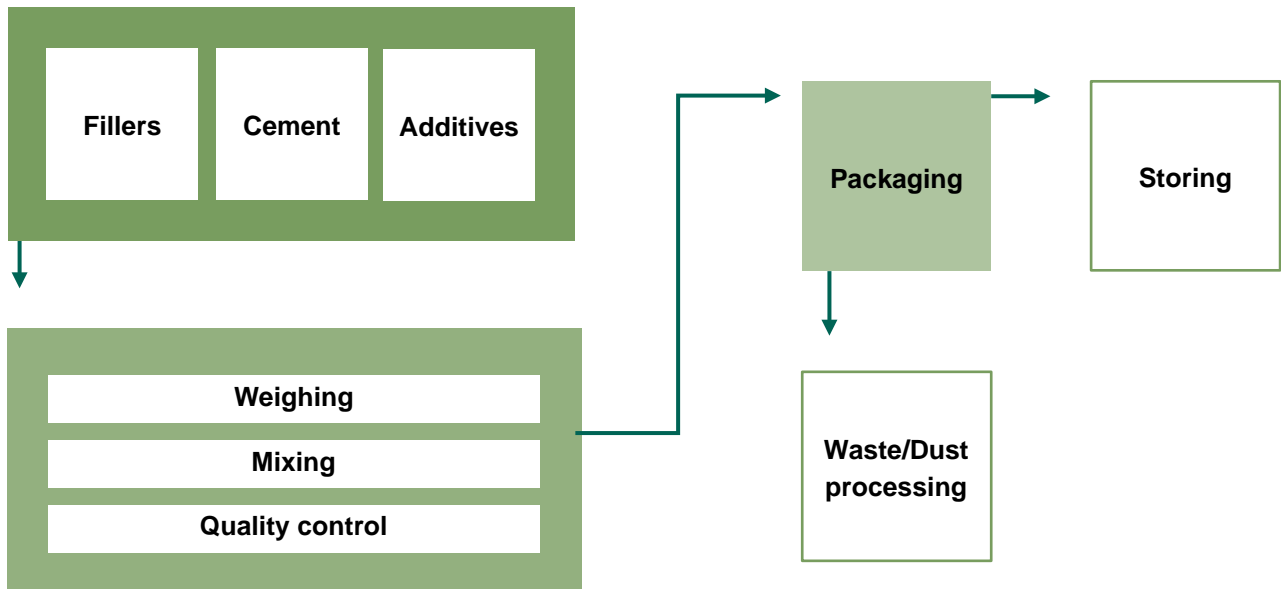 Fillers
Cement
Additives
Weighing
Mixing
Quality control
Packaging
Storing
Waste/Dust
processing